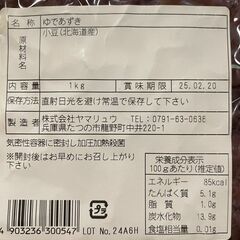 品名 ゆであずき
原材料名 小豆(北海道産)
内容量 1kg 賞味期限 25.02.20
保存方法 直射日光を避け常温で保存して下さい。
製造者 株式会社ヤマリュウ TEL 0791-63-0636
兵庫県たつの市龍野町中井220-1
気密性容器に密封し加圧加熱殺菌
※開封後はお早めにお召し上がり下さい
栄養成分表示
100gあたり(推定値)
エネルギー 85kcal
たんぱく質 5.1g
脂質 1.0g
炭水化物 13.9g
食塩相当量 0.01g
プラ
4903236300547
LOT No. 24A6H